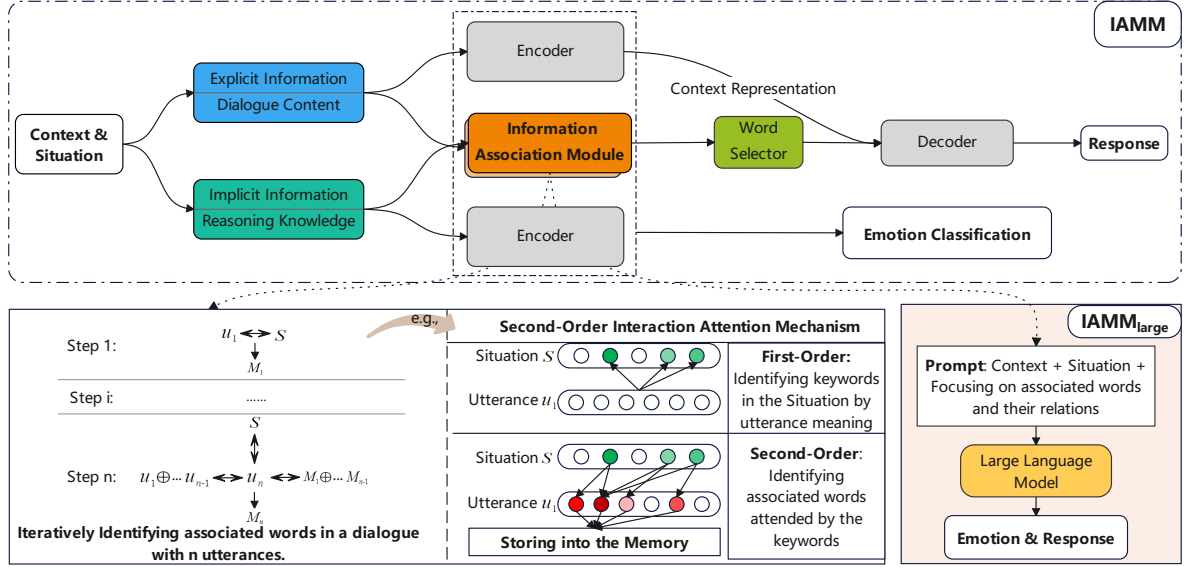 IAMM
Encoder
Explicit Information
Dialogue Content
Context Representation
Context &
Situation
Information
Association Module
Word
Selector
Decoder
Response
Implicit Information
Reasoning Knowledge
Encoder
Emotion Classification
e.g.,
Step 1:
u1 S
M1
Step i:
......
S
Step n:
u1⊕... un-1 un M1⊕... Mn-1
Mn
Iteratively Identifying associated words in a dialogue
with n utterances.
Second-Order Interaction Attention Mechanism
Situation S
Utterance u1
First-Order:
Identifying keywords
in the Situation by
utterance meaning
Situation S
Utterance u1
Storing into the Memory
Second-Order:
Identifying
associated words
attended by the
keywords
IAMMlarge
Prompt: Context + Situation +
Focusing on associated words
and their relations
Large Language
Model
Emotion & Response